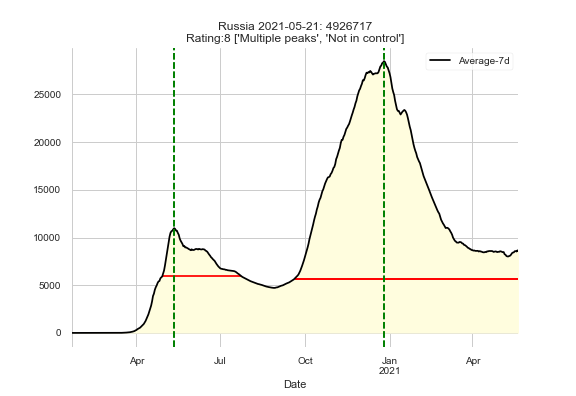 Russia 2021-05-21: 4926717
Rating:8 ['Multiple peaks', 'Not in control']
Average-7d
25000
20000
15000
10000
5000
0
Apr
Jul
Oct
Jan
2021
Apr
Date